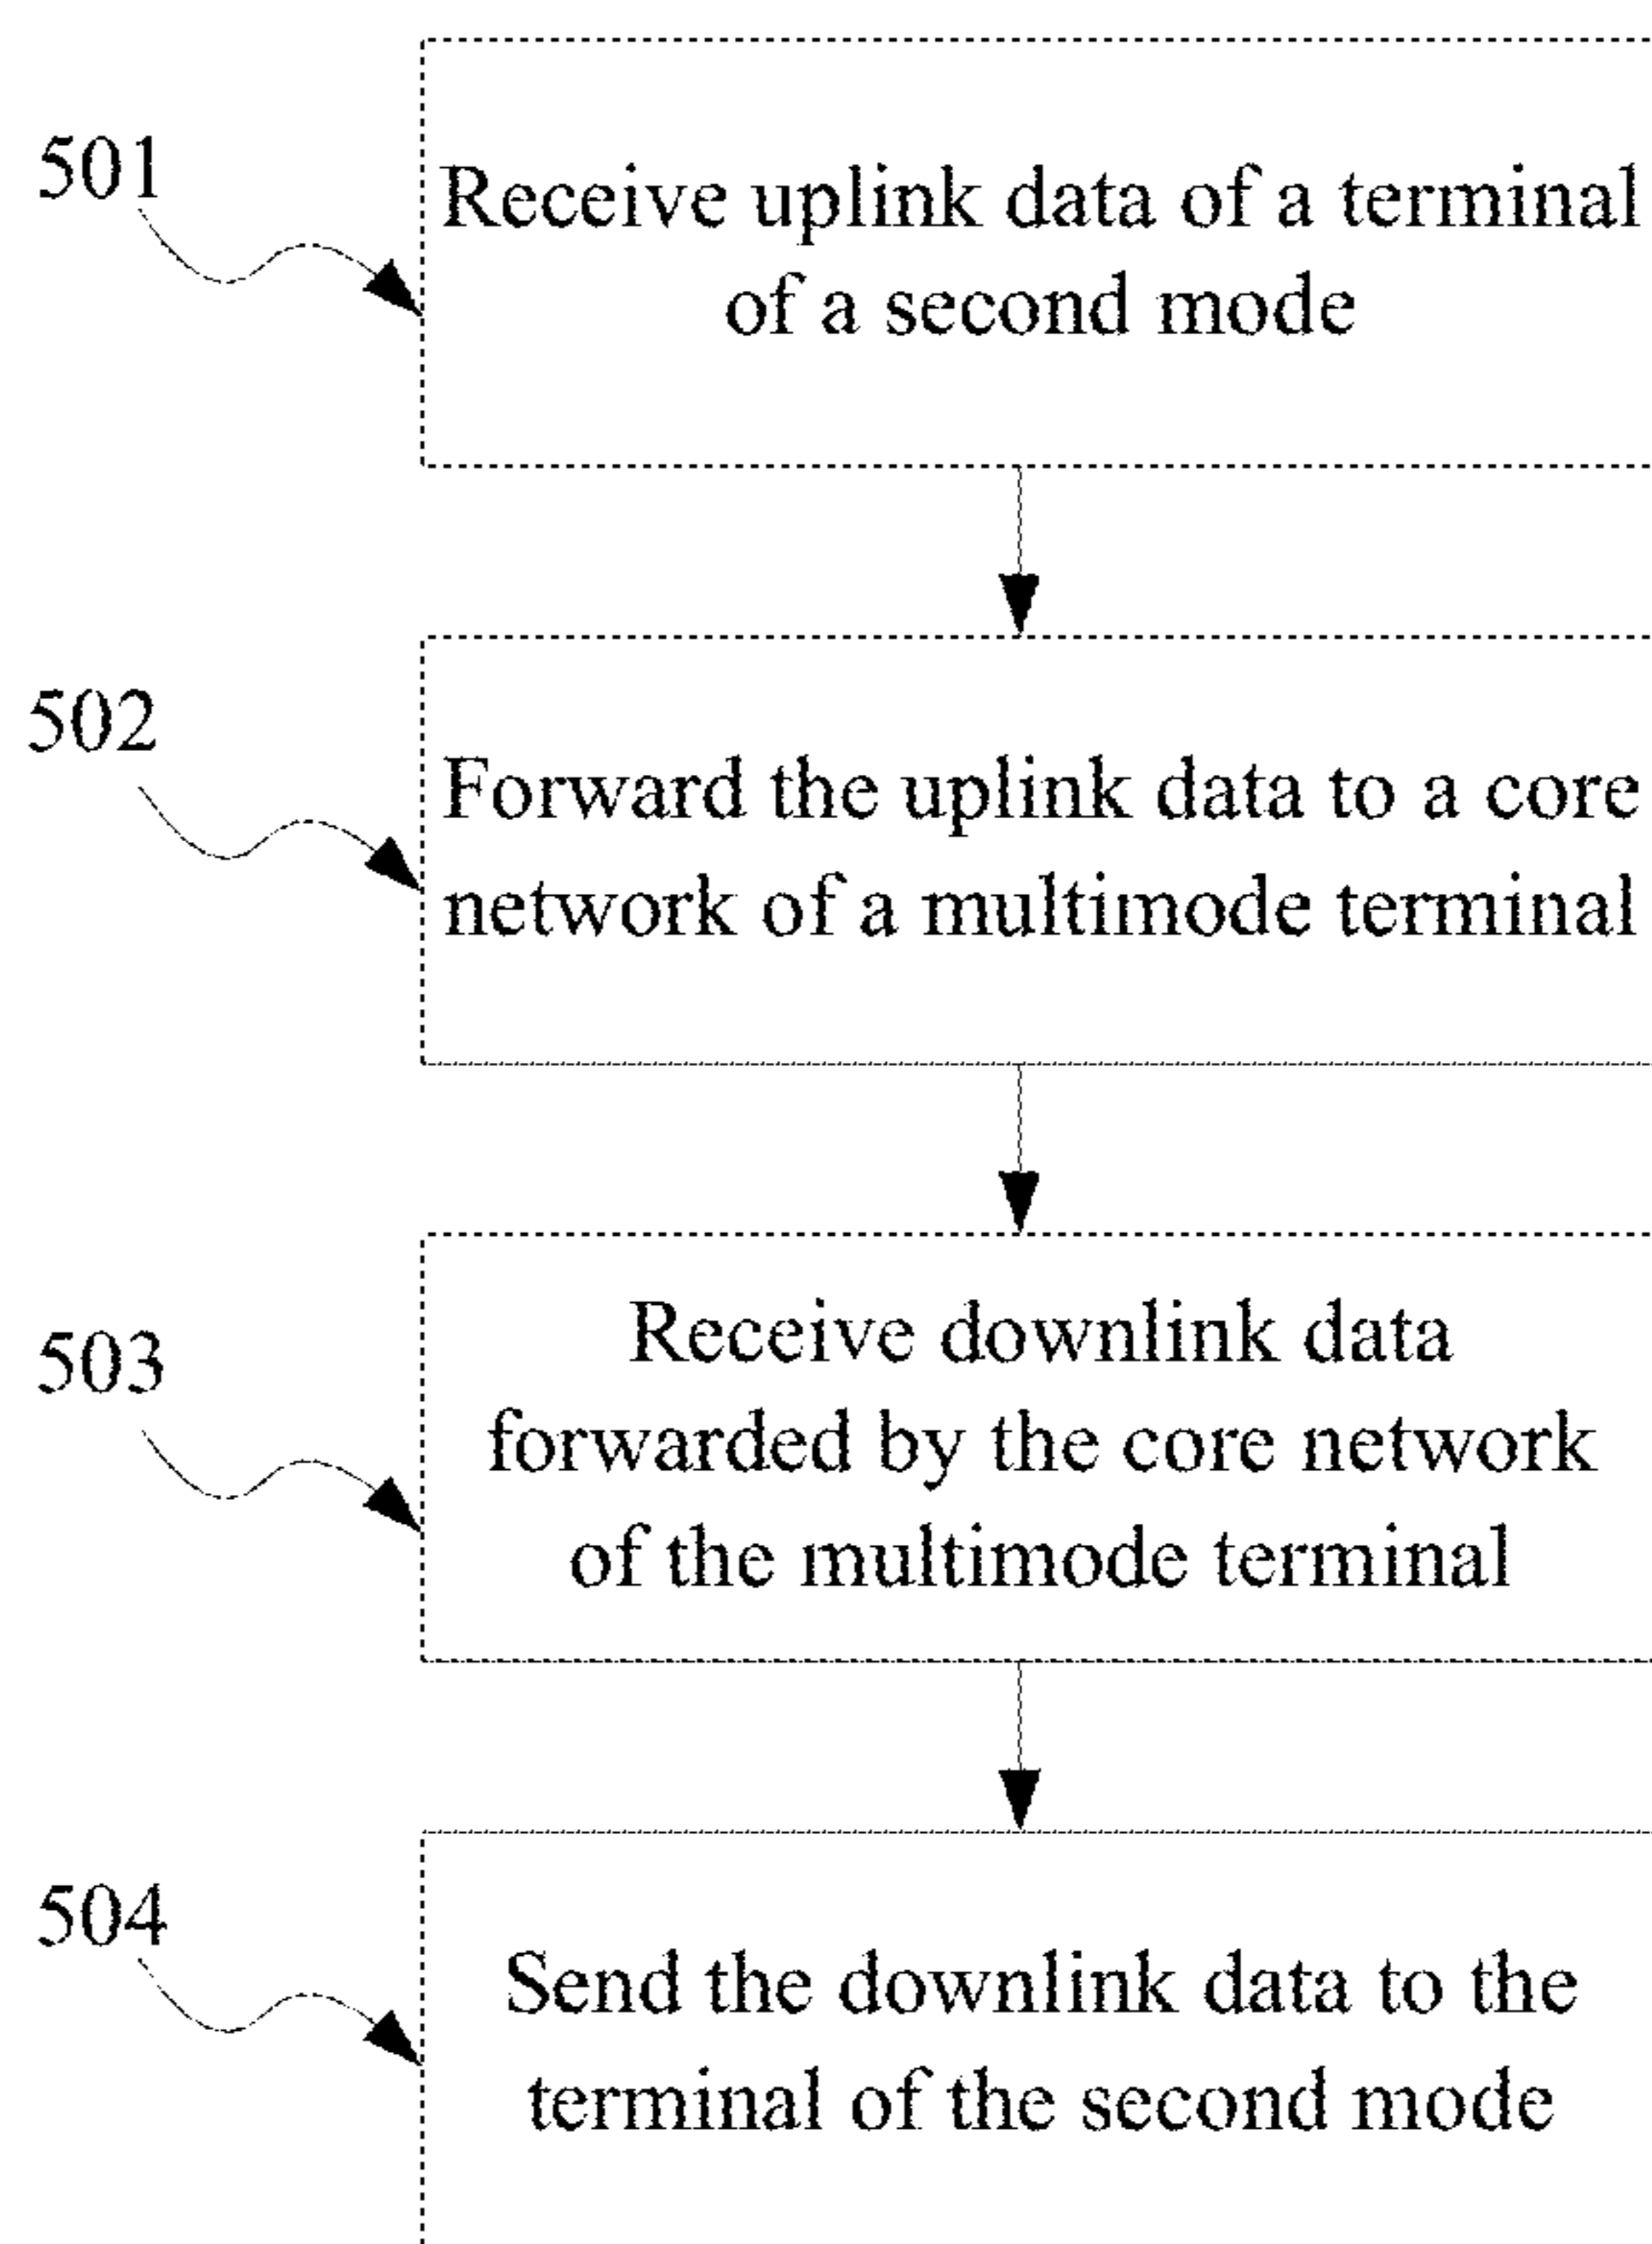 501
Receive uplink data of a terminal
of a second mode
502
Forward the uplink data to a core
network of a multimode terminal
503
Receive downlink data
forwarded by the core network
of the multimode terminal
504
Send the downlink data to the
terminal of the second mode